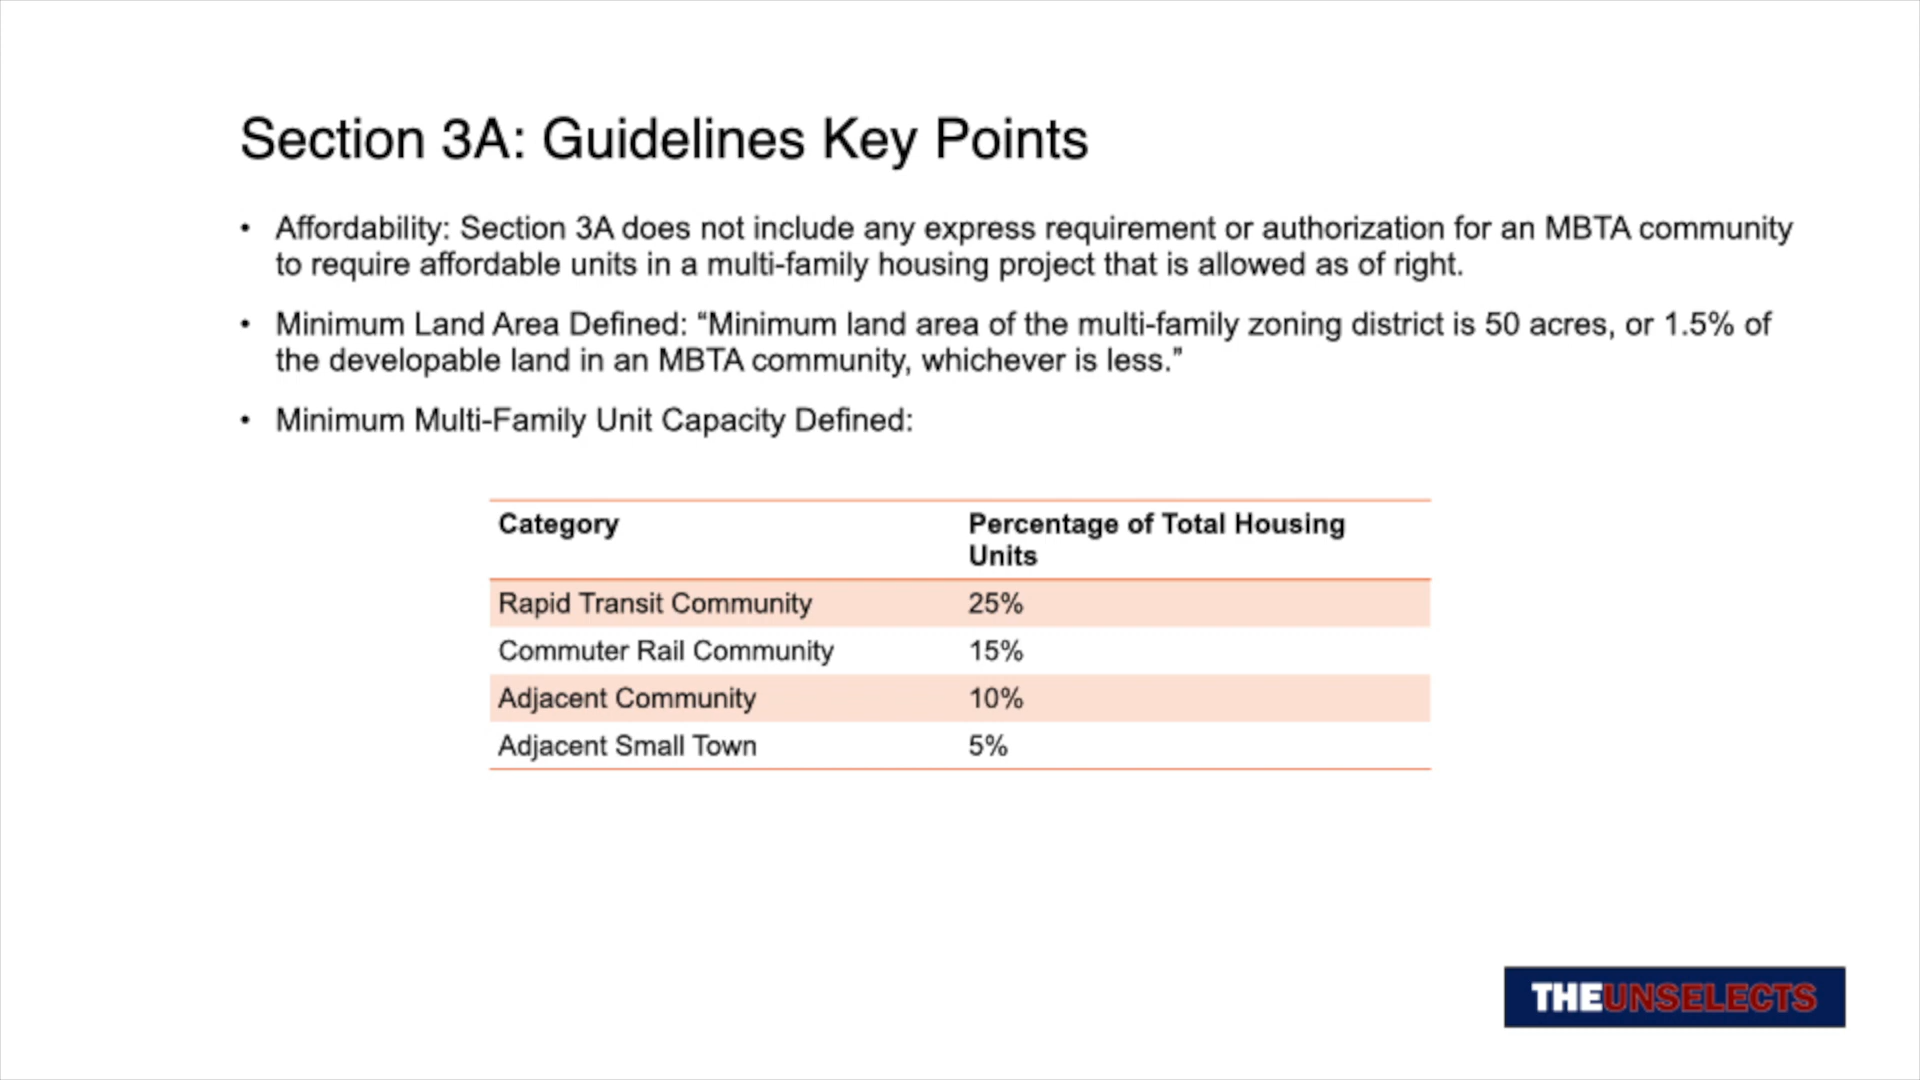 Section 3A: Guidelines Key Points
• Affordability: Section 3A does not include any express requirement or authorization for an MBTA community
to require affordable units in a multi-family housing project that is allowed as of right.
• Minimum Land Area Defined: “Minimum land area of the multi-family zoning district is 50 acres, or 1.5% of
the developable land in an MBTA community, whichever is less.”
• Minimum Multi-Family Unit Capacity Defined:
Category Percentage of Total Housing
Units
Rapid Transit Community 25%
Commuter Rail Community 15%
Adjacent Community 10%
Adjacent Small Town 5%
THEUNSELECTS